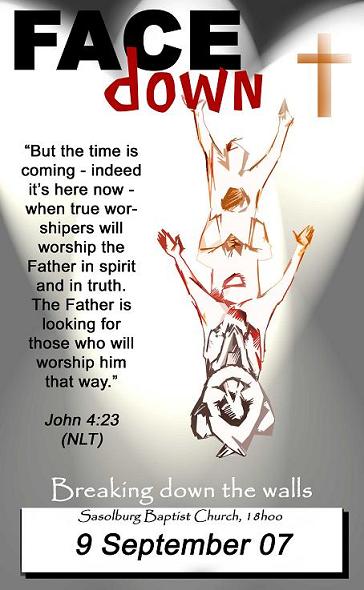 FACE
down
“But the time is
coming - indeed
it’s here now -
when true wor-
shipers will
worship the
Father in spirit
and in truth.
The Father is
looking for
those who will
worship him
that way.”
John 4:23
(NLT)
Breaking down the walls
Sasolburg Baptist Church, 18h00
9 September 07